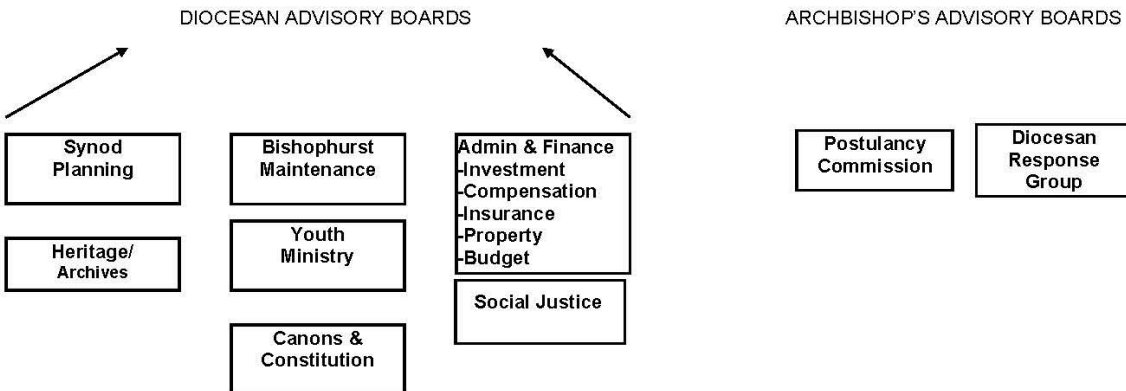 DIOCESAN ADVISORY BOARDS
ARCHBISHOP'S ADVISORY BOARDS
Synod
Planning
Bishophurst
Maintenance
Admin & Finance
-Investment
-Compensation
-Insurance
-Property
-Budget
Postulancy
Commission
Diocesan
Response
Group
Heritage/
Archives
Youth
Ministry
Social Justice
Canons &
Constitution